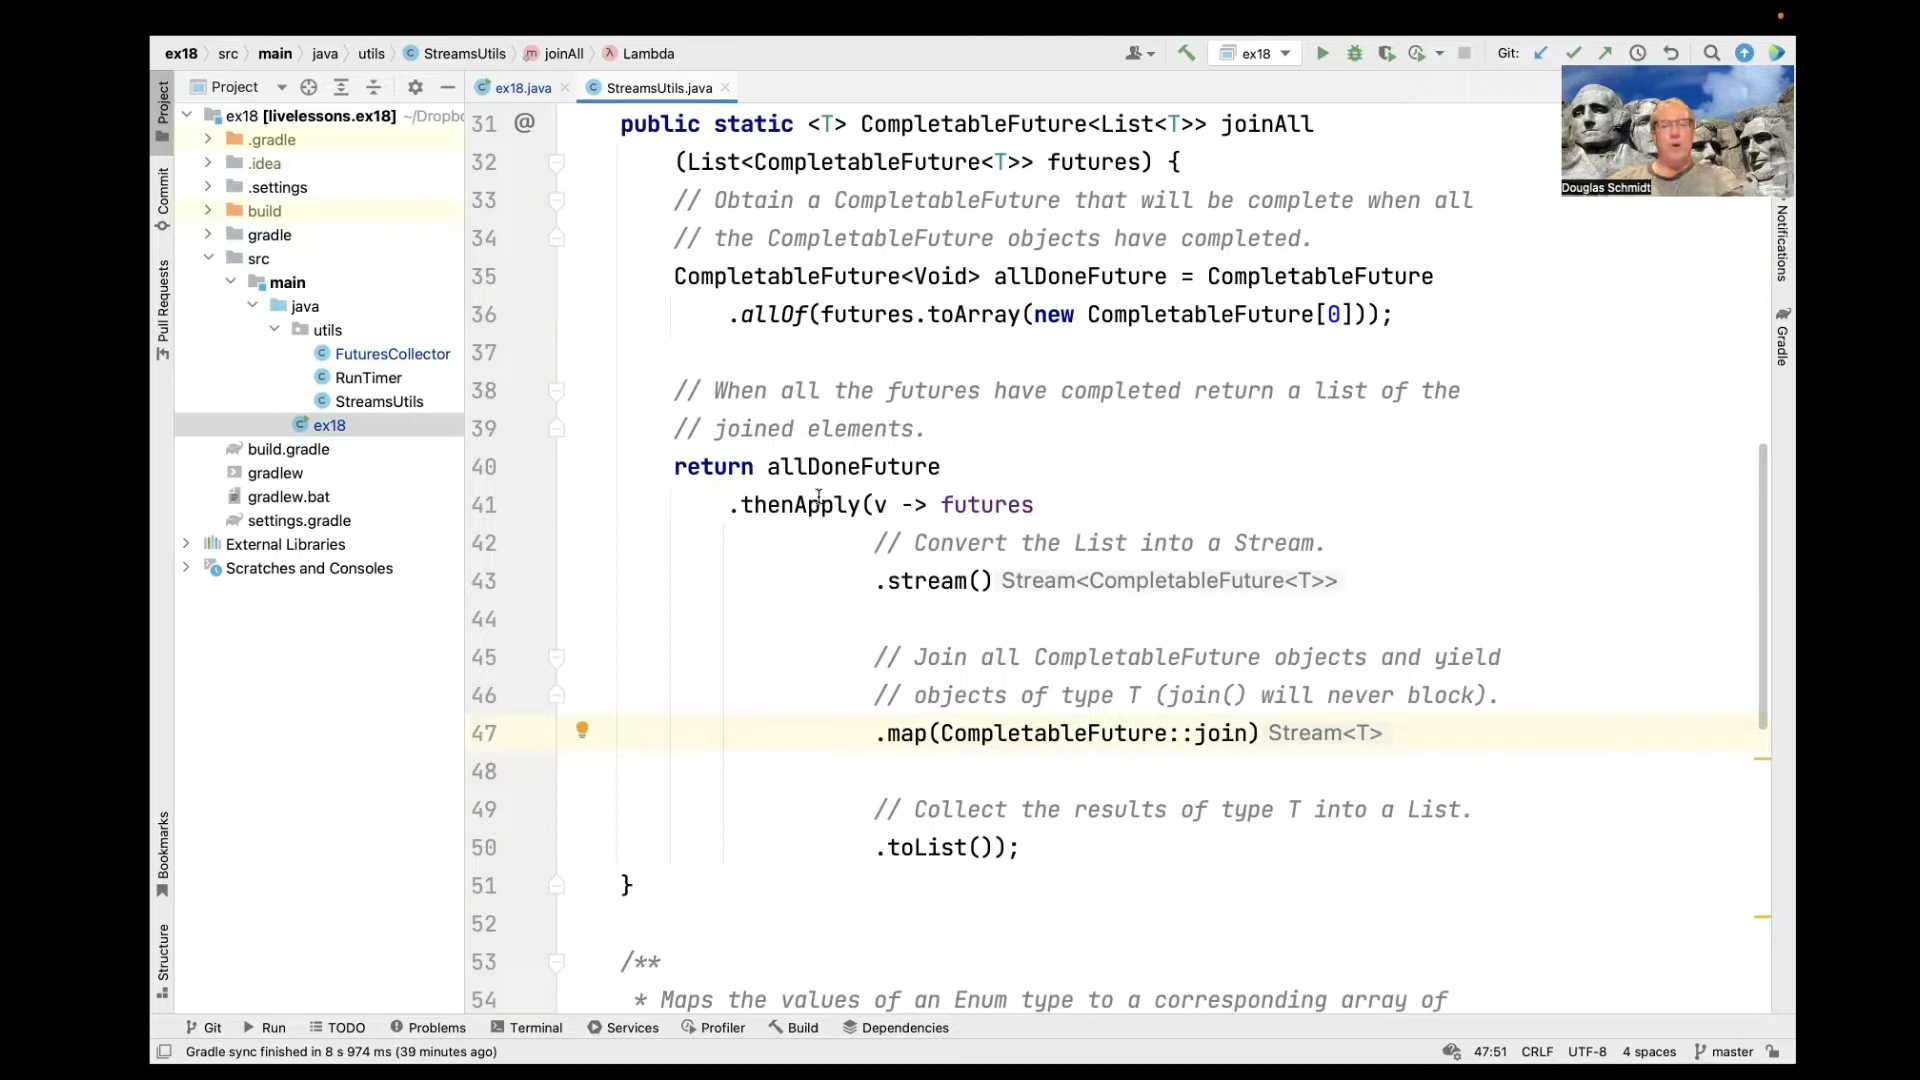 ex18 src main java utils StreamsUtils joinAll Lambda
ex18 Git:
Project
ex18.java StreamsUtils.java
Douglas Schmidt
Project
Commit
Pull Requests
Bookmarks
Structure
Notifications
Gradle
ex18 [livelessons.ex18] ~/Dropbo
.gradle
.idea
.settings
build
gradle
src
main
java
utils
FuturesCollector
RunTimer
StreamsUtils
ex18
build.gradle
gradlew
gradlew.bat
settings.gradle
External Libraries
Scratches and Consoles
31 @ public static <T> CompletableFuture<List<T>> joinAll
32 (List<CompletableFuture<T>> futures) {
33 // Obtain a CompletableFuture that will be complete when all
34 // the CompletableFuture objects have completed.
35 CompletableFuture<Void> allDoneFuture = CompletableFuture
36 .allOf(futures.toArray(new CompletableFuture[0]));
37
38 // When all the futures have completed return a list of the
39 // joined elements.
40 return allDoneFuture
41 .thenApply(v -> futures
42 // Convert the List into a Stream.
43 .stream() Stream<CompletableFuture<T>>
44
45 // Join all CompletableFuture objects and yield
46 // objects of type T (join() will never block).
47 .map(CompletableFuture::join) Stream<T>
48
49 // Collect the results of type T into a List.
50 .toList());
51 }
52
53 /**
54 * Maps the values of an Enum type to a corresponding array of
Git Run TODO Problems Terminal Services Profiler Build Dependencies
Gradle sync finished in 8 s 974 ms (39 minutes ago) 47:51 CRLF UTF-8 4 spaces master